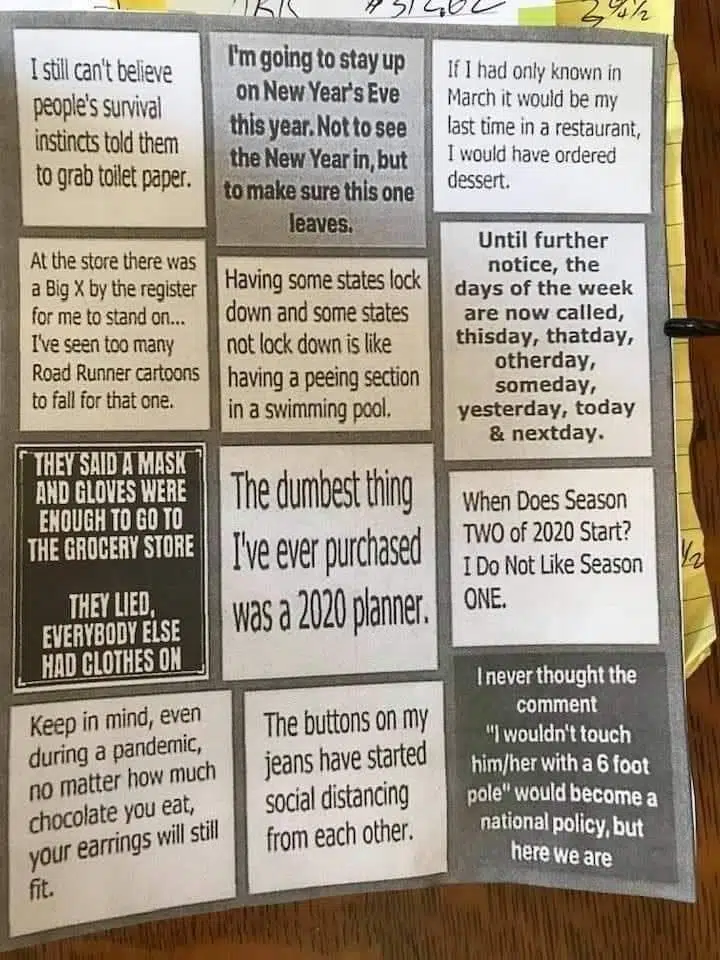 I still can't believe
people's survival
instincts told them
to grab toilet paper.
I'm going to stay up
on New Year's Eve
this year. Not to see
the New Year in, but
to make sure this one
leaves.
If I had only known in
March it would be my
last time in a restaurant,
I would have ordered
dessert.
At the store there was
a Big X by the register
for me to stand on...
I've seen too many
Road Runner cartoons
to fall for that one.
Having some states lock
down and some states
not lock down is like
having a peeing section
in a swimming pool.
Until further
notice, the
days of the week
are now called,
thisday, thatday,
otherday,
someday,
yesterday, today
& nextday.
THEY SAID A MASK
AND GLOVES WERE
ENOUGH TO GO TO
THE GROCERY STORE
THEY LIED,
EVERYBODY ELSE
HAD CLOTHES ON
The dumbest thing
I've ever purchased
was a 2020 planner.
When Does Season
TWO of 2020 Start?
I Do Not Like Season
ONE.
Keep in mind, even
during a pandemic,
no matter how much
chocolate you eat,
your earrings will still
fit.
The buttons on my
jeans have started
social distancing
from each other.
I never thought the
comment
"I wouldn't touch
him/her with a 6 foot
pole" would become a
national policy, but
here we are